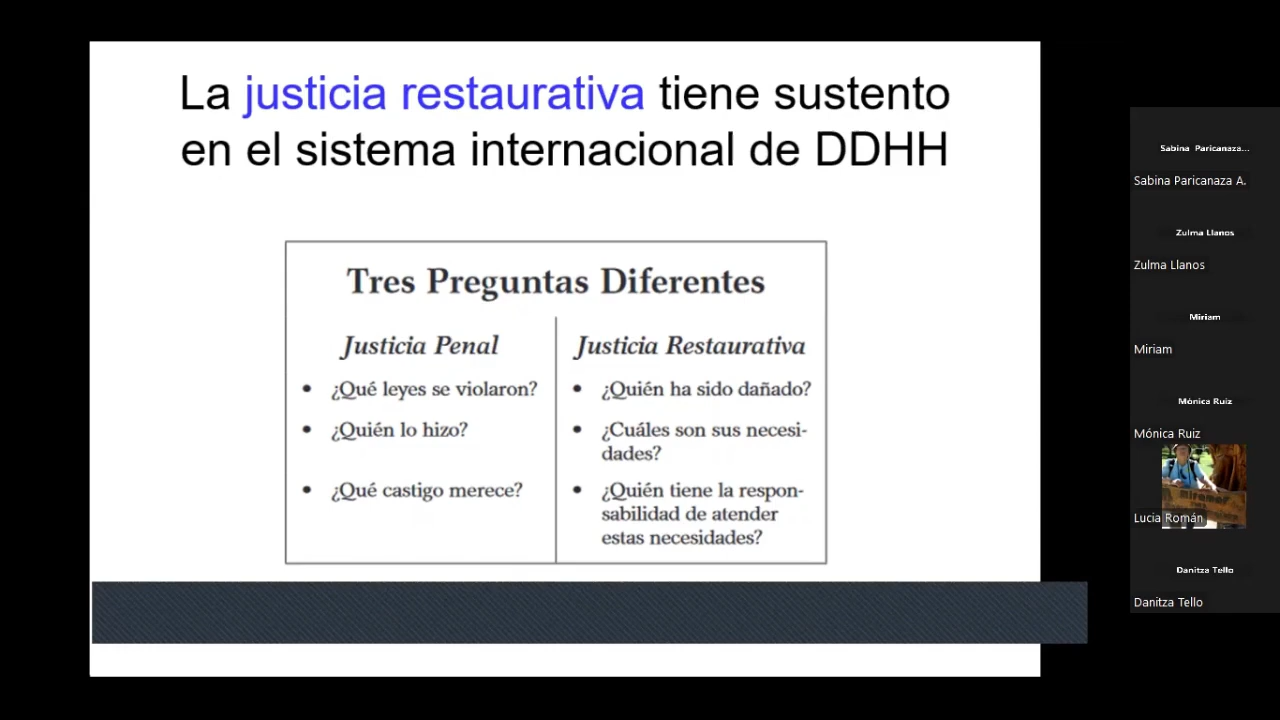 La justicia restaurativa tiene sustento
en el sistema internacional de DDHH
Tres Preguntas Diferentes
Justicia Penal
• ¿Qué leyes se violaron?
• ¿Quién lo hizo?
• ¿Qué castigo merece?
Justicia Restaurativa
• ¿Quién ha sido dañado?
• ¿Cuáles son sus necesi-
dades?
• ¿Quién tiene la respon-
sabilidad de atender
estas necesidades?
Sabina Paricanaza...
Sabina Paricanaza A.
Zulma Llanos
Zulma Llanos
Miriam
Miriam
Mónica Ruiz
Mónica Ruiz
Lucia Román
Danitza Tello
Danitza Tello